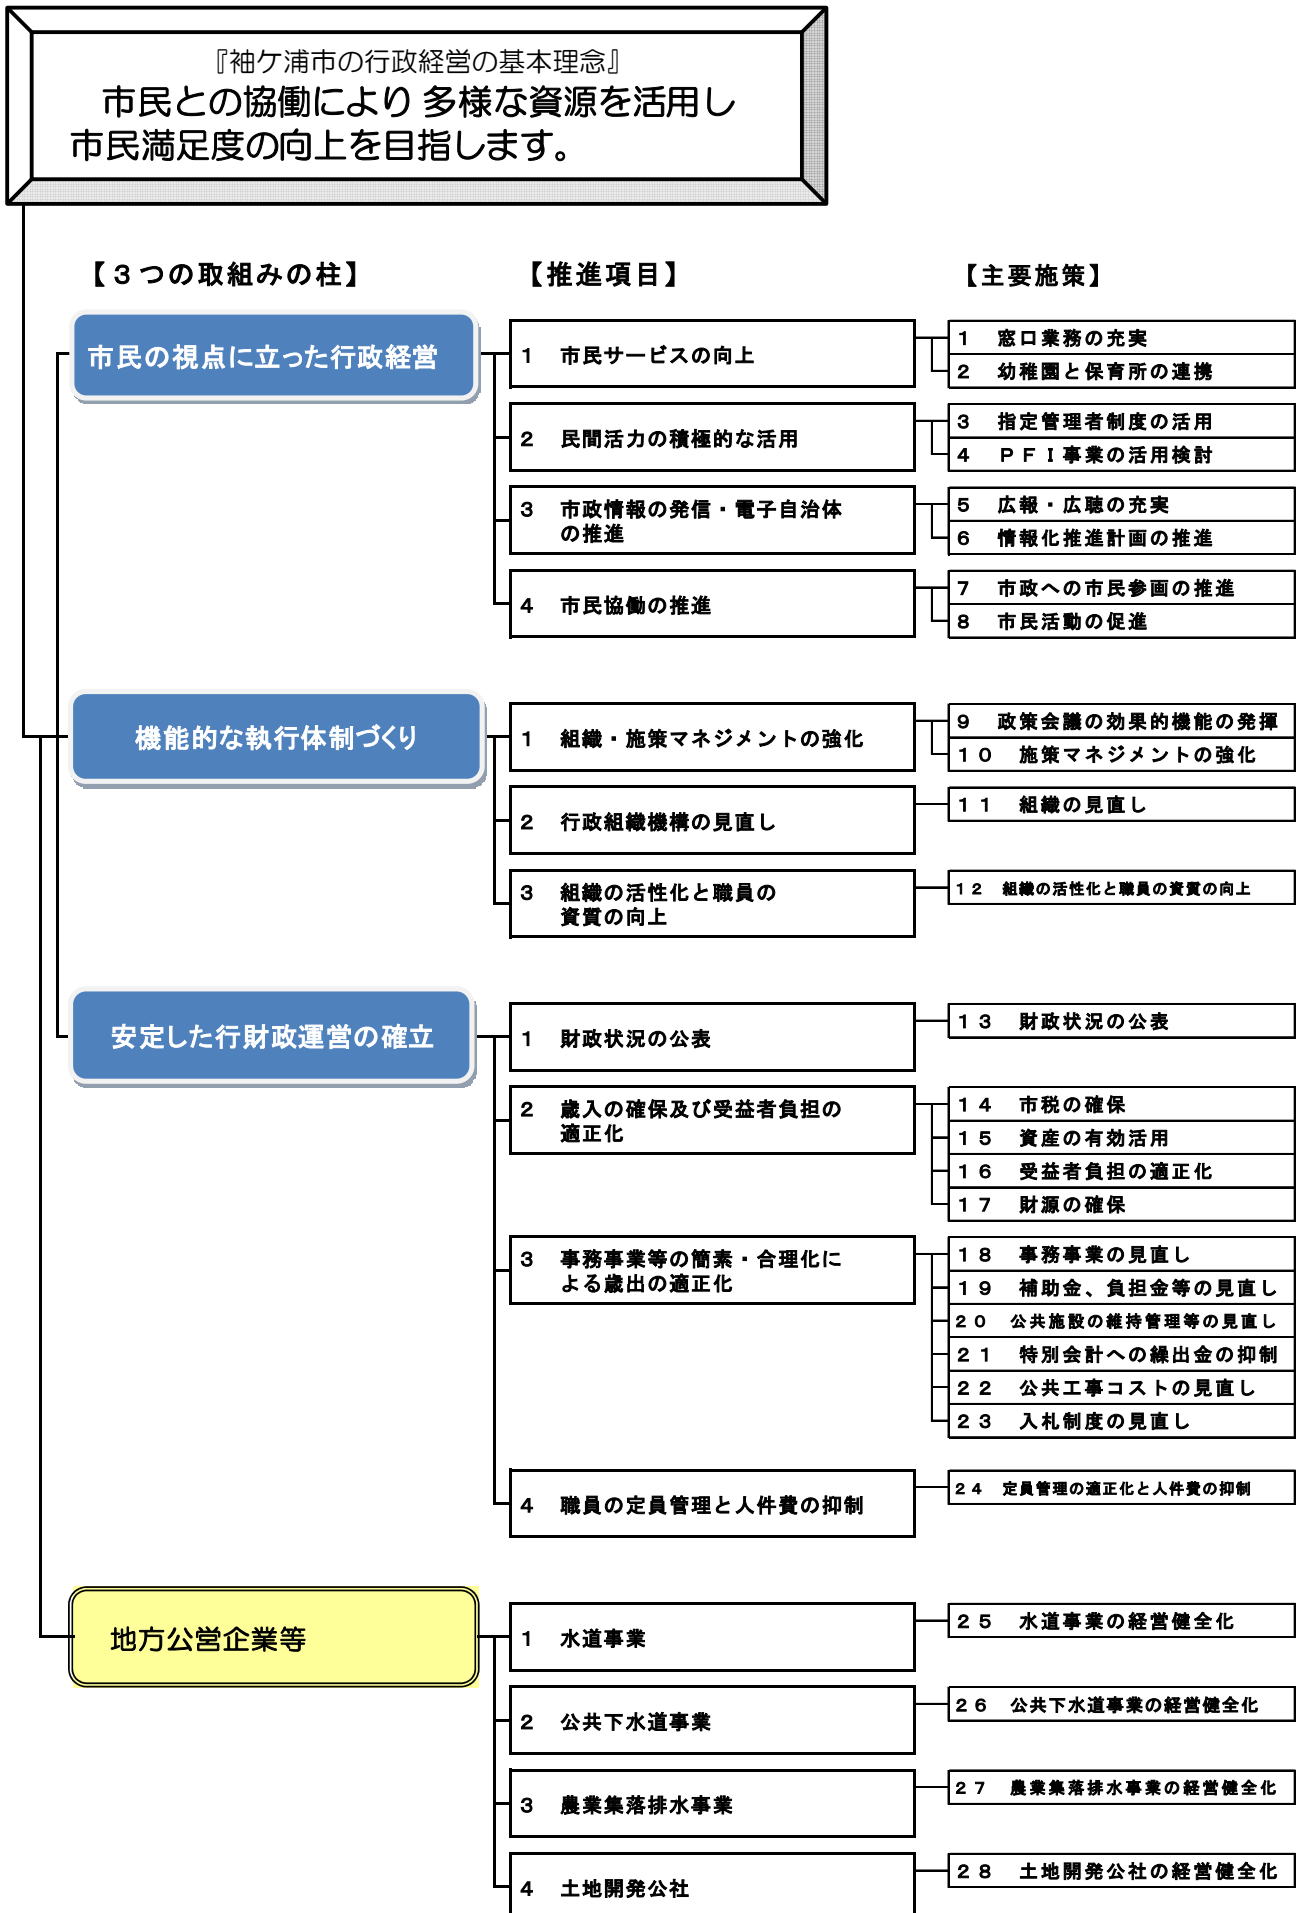 『袖ケ浦市の行政経営の基本理念』
市民との協働により 多様な資源を活用し
市民満足度の向上を目指します。
【３つの取組みの柱】
【推進項目】
【主要施策】
市民の視点に立った行政経営
1 市民サービスの向上
1 窓口業務の充実
2 幼稚園と保育所の連携
2 民間活力の積極的な活用
3 指定管理者制度の活用
4 ＰＦＩ事業の活用検討
3 市政情報の発信・電子自治体
の推進
5 広報・広聴の充実
6 情報化推進計画の推進
4 市民協働の推進
7 市政への市民参画の推進
8 市民活動の促進
機能的な執行体制づくり
1 組織・施策マネジメントの強化
9 政策会議の効果的機能の発揮
１０ 施策マネジメントの強化
2 行政組織機構の見直し
１１ 組織の見直し
3 組織の活性化と職員の
資質の向上
１２ 組織の活性化と職員の資質の向上
安定した行財政運営の確立
1 財政状況の公表
１３ 財政状況の公表
2 歳入の確保及び受益者負担の
適正化
１４ 市税の確保
１５ 資産の有効活用
１６ 受益者負担の適正化
１７ 財源の確保
3 事務事業等の簡素・合理化に
よる歳出の適正化
１８ 事務事業の見直し
１９ 補助金、負担金等の見直し
２０ 公共施設の維持管理等の見直し
２１ 特別会計への繰出金の抑制
２２ 公共工事コストの見直し
２３ 入札制度の見直し
4 職員の定員管理と人件費の抑制
２４ 定員管理の適正化と人件費の抑制
地方公営企業等
1 水道事業
２５ 水道事業の経営健全化
2 公共下水道事業
２６ 公共下水道事業の経営健全化
3 農業集落排水事業
２７ 農業集落排水事業の経営健全化
4 土地開発公社
２８ 土地開発公社の経営健全化